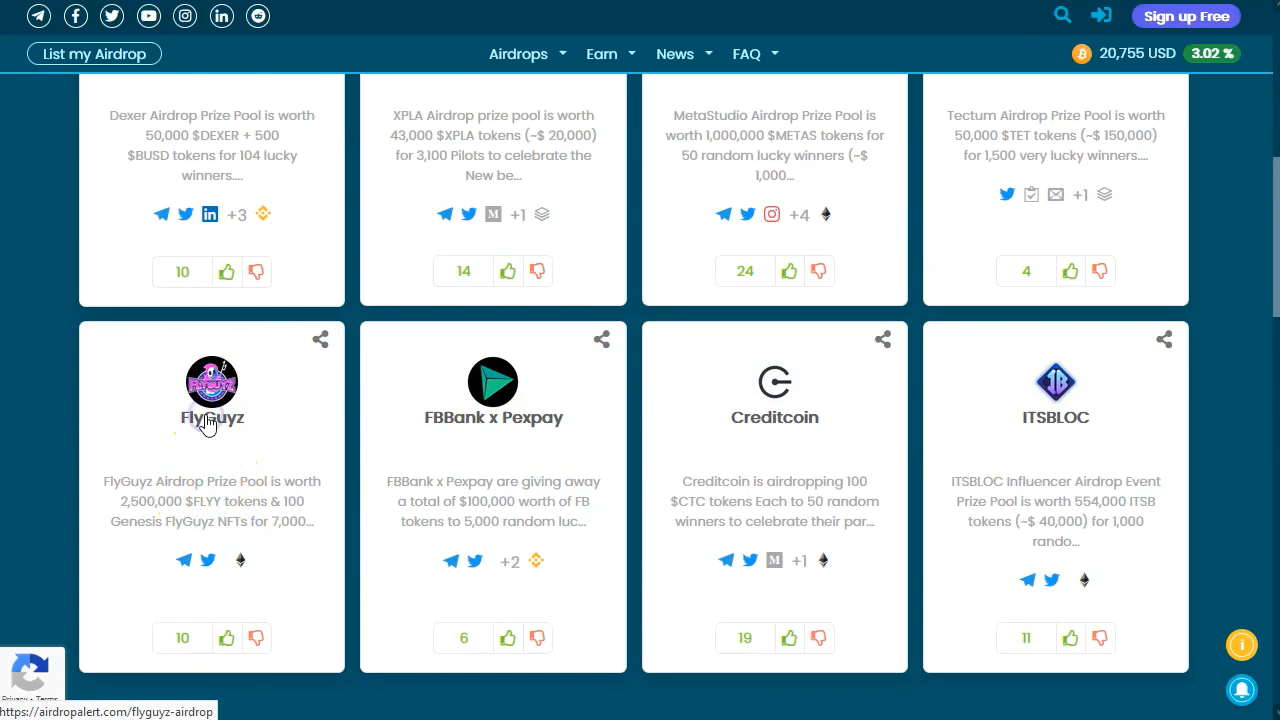 Sign up Free
List my Airdrop
Airdrops
Earn
News
FAQ
20,755 USD
3.02 %
Dexer Airdrop Prize Pool is worth
50,000 $DEXER + 500
$BUSD tokens for 104 lucky
winners....
+3
10
XPLA Airdrop prize pool is worth
43,000 $XPLA tokens (~$ 20,000)
for 3,100 Pilots to celebrate the
New be...
+1
14
MetaStudio Airdrop Prize Pool is
worth 1,000,000 $METAS tokens for
50 random lucky winners (~$
1,000...
+4
24
Tectum Airdrop Prize Pool is worth
50,000 $TET tokens (~$ 150,000)
for 1,500 very lucky winners....
+1
4
FLYGUYZ
FlyGuyz
FlyGuyz Airdrop Prize Pool is worth
2,500,000 $FLYY tokens & 100
Genesis FlyGuyz NFTs for 7,000...
10
FBBank x Pexpay
FBBank x Pexpay are giving away
a total of $100,000 worth of FB
tokens to 5,000 random luc...
+2
6
Creditcoin
Creditcoin is airdropping 100
$CTC tokens Each to 50 random
winners to celebrate their par...
+1
19
ITSBLOC
ITSBLOC Influencer Airdrop Event
Prize Pool is worth 554,000 ITSB
tokens (~$ 40,000) for 1,000
rando...
11
Privacy - Terms
https://airdropalert.com/flyguyz-airdrop